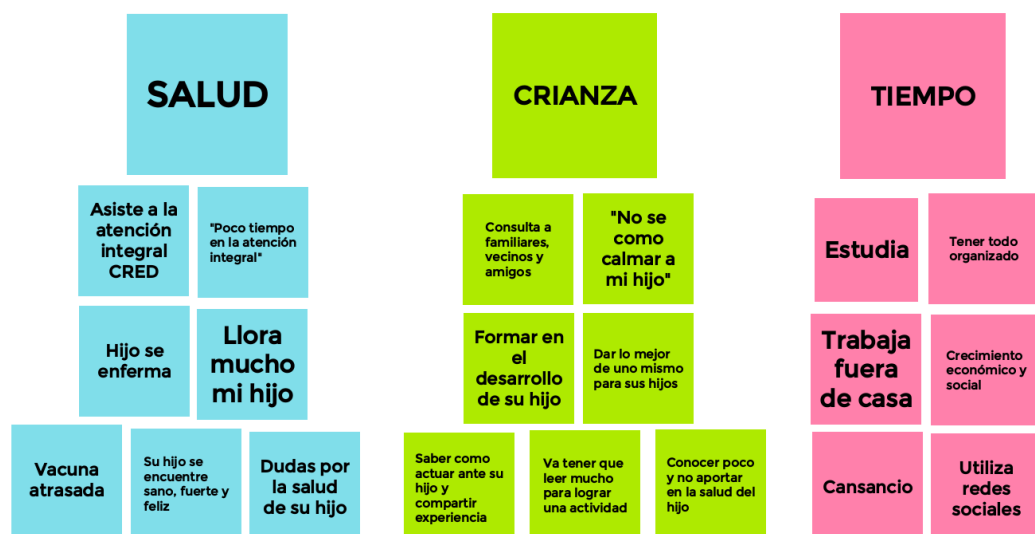 SALUD
Asiste a la
atención
integral
CRED
"Poco tiempo
en la atención
integral"
Hijo se
enferma
Llora
mucho
mi hijo
Vacuna
atrasada
Su hijo se
encuentre
sano, fuerte y
feliz
Dudas por
la salud
de su hijo
CRIANZA
Consulta a
familiares,
vecinos y
amigos
"No se
como
calmar a
mi hijo"
Formar en
el
desarrollo
de su hijo
Dar lo mejor
de uno mismo
para sus hijos
Saber como
actuar ante su
hijo y
compartir
experiencia
Va tener que
leer mucho
para lograr
una actividad
Conocer poco
y no aportar
en la salud del
hijo
TIEMPO
Estudia
Tener todo
organizado
Trabaja
fuera
de casa
Crecimiento
económico y
social
Cansancio
Utiliza
redes
sociales